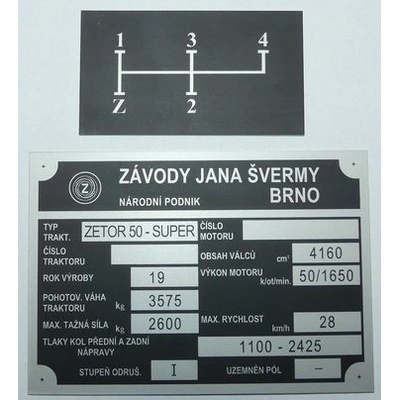 1 3 4
Z 2
Z
ZÁVODY JANA ŠVERMY
BRNO
NÁRODNÍ PODNIK
TYP TRAKT. ZETOR 50 - SUPER
ČÍSLO MOTORU
ČÍSLO TRAKTORU
OBSAH VÁLCŮ cm³ 4160
ROK VÝROBY 19
VÝKON MOTORU k/ot/min. 50/1650
POHOTOV. VÁHA TRAKTORU kg 3575
MAX. TAŽNÁ SÍLA kg 2600
MAX. RYCHLOST km/h 28
TLAKY KOL PŘEDNÍ A ZADNÍ NÁPRAVY 1100 - 2425
STUPEŇ ODRUŠ. I
UZEMNĚN PÓL –